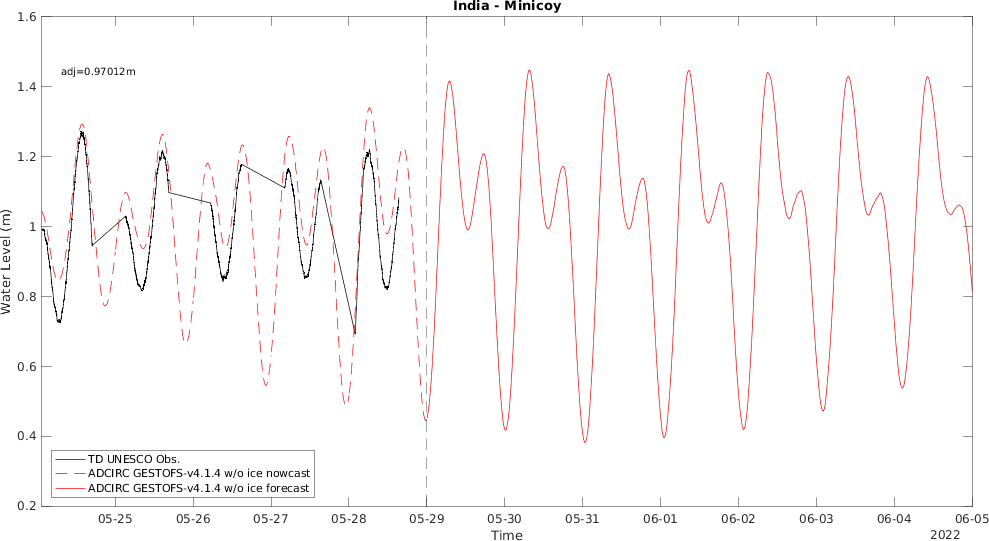 India - Minicoy
1.6
1.4
1.2
1
0.8
0.6
0.4
0.2
Water Level (m)
adj=0.97012m
TD UNESCO Obs.
ADCIRC GESTOFS-v4.1.4 w/o ice nowcast
ADCIRC GESTOFS-v4.1.4 w/o ice forecast
05-25 05-26 05-27 05-28 05-29 05-30 05-31 06-01 06-02 06-03 06-04 06-05
Time
2022